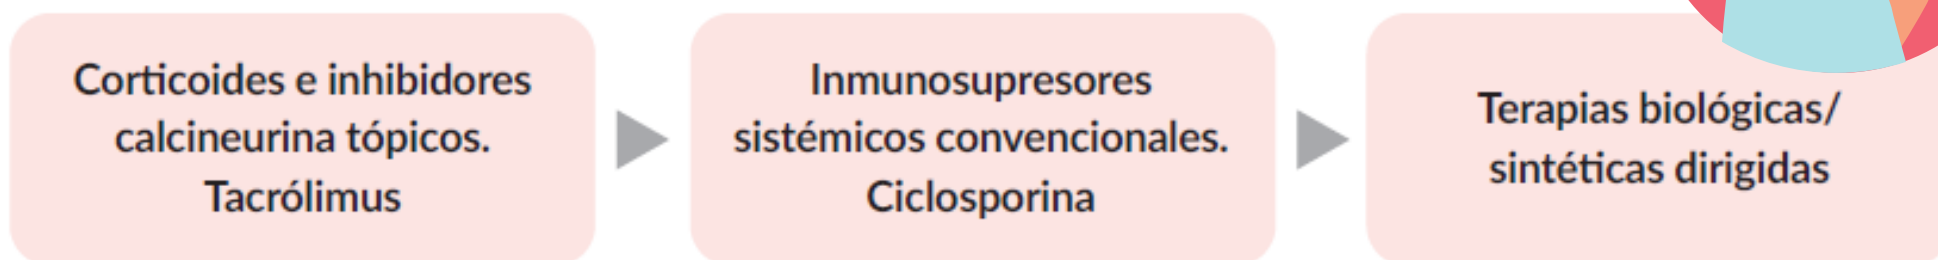 Corticoides e inhibidores
calcineurina tópicos.
Tacrólimus
Inmunosupresores
sistémicos convencionales.
Ciclosporina
Terapias biológicas/
sintéticas dirigidas